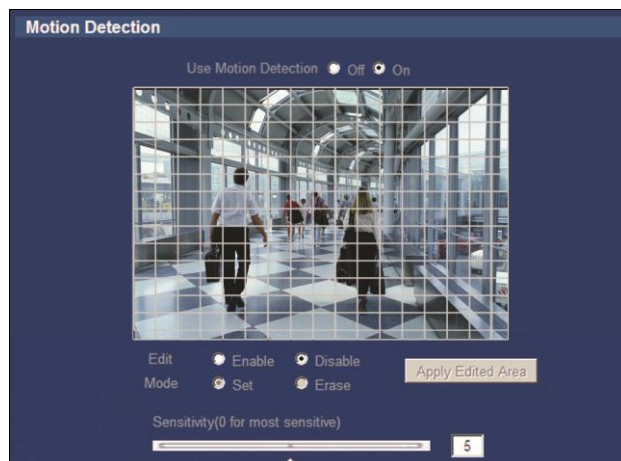 Motion Detection
Use Motion Detection Off On
Edit Enable Disable
Apply Edited Area
Mode Set Erase
Sensitivity(0 for most sensitive)
5